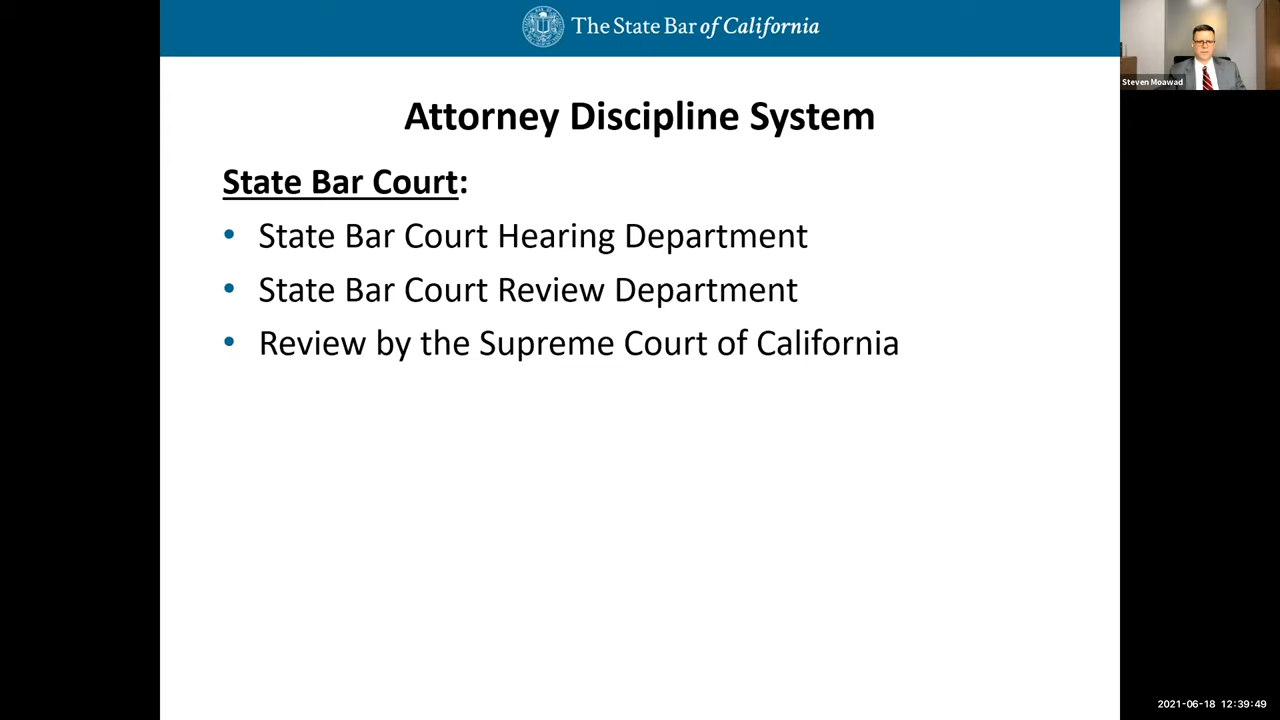 The State Bar of California
Steven Moawad
Attorney Discipline System
State Bar Court:
• State Bar Court Hearing Department
• State Bar Court Review Department
• Review by the Supreme Court of California
2021-06-18 12:39:49